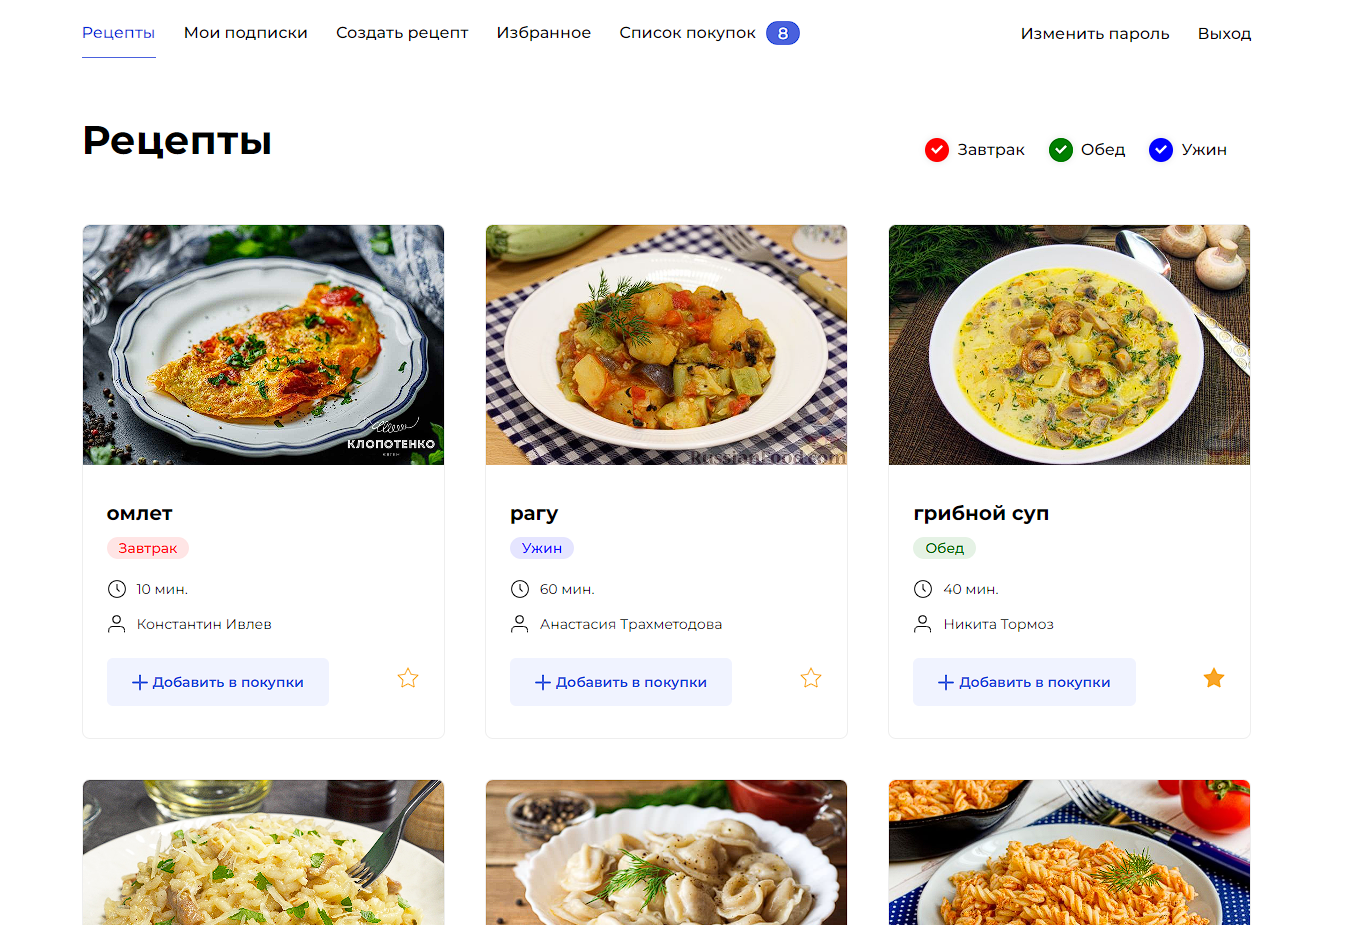 Рецепты Мои подписки Создать рецепт Избранное Список покупок 8 Изменить пароль Выход
Рецепты
Завтрак Обед Ужин
КЛОПОТЕНКО
RussianFood.com
омлет
Завтрак
10 мин.
Константин Ивлев
Добавить в покупки
рагу
Ужин
60 мин.
Анастасия Трахметодова
Добавить в покупки
грибной суп
Обед
40 мин.
Никита Тормоз
Добавить в покупки